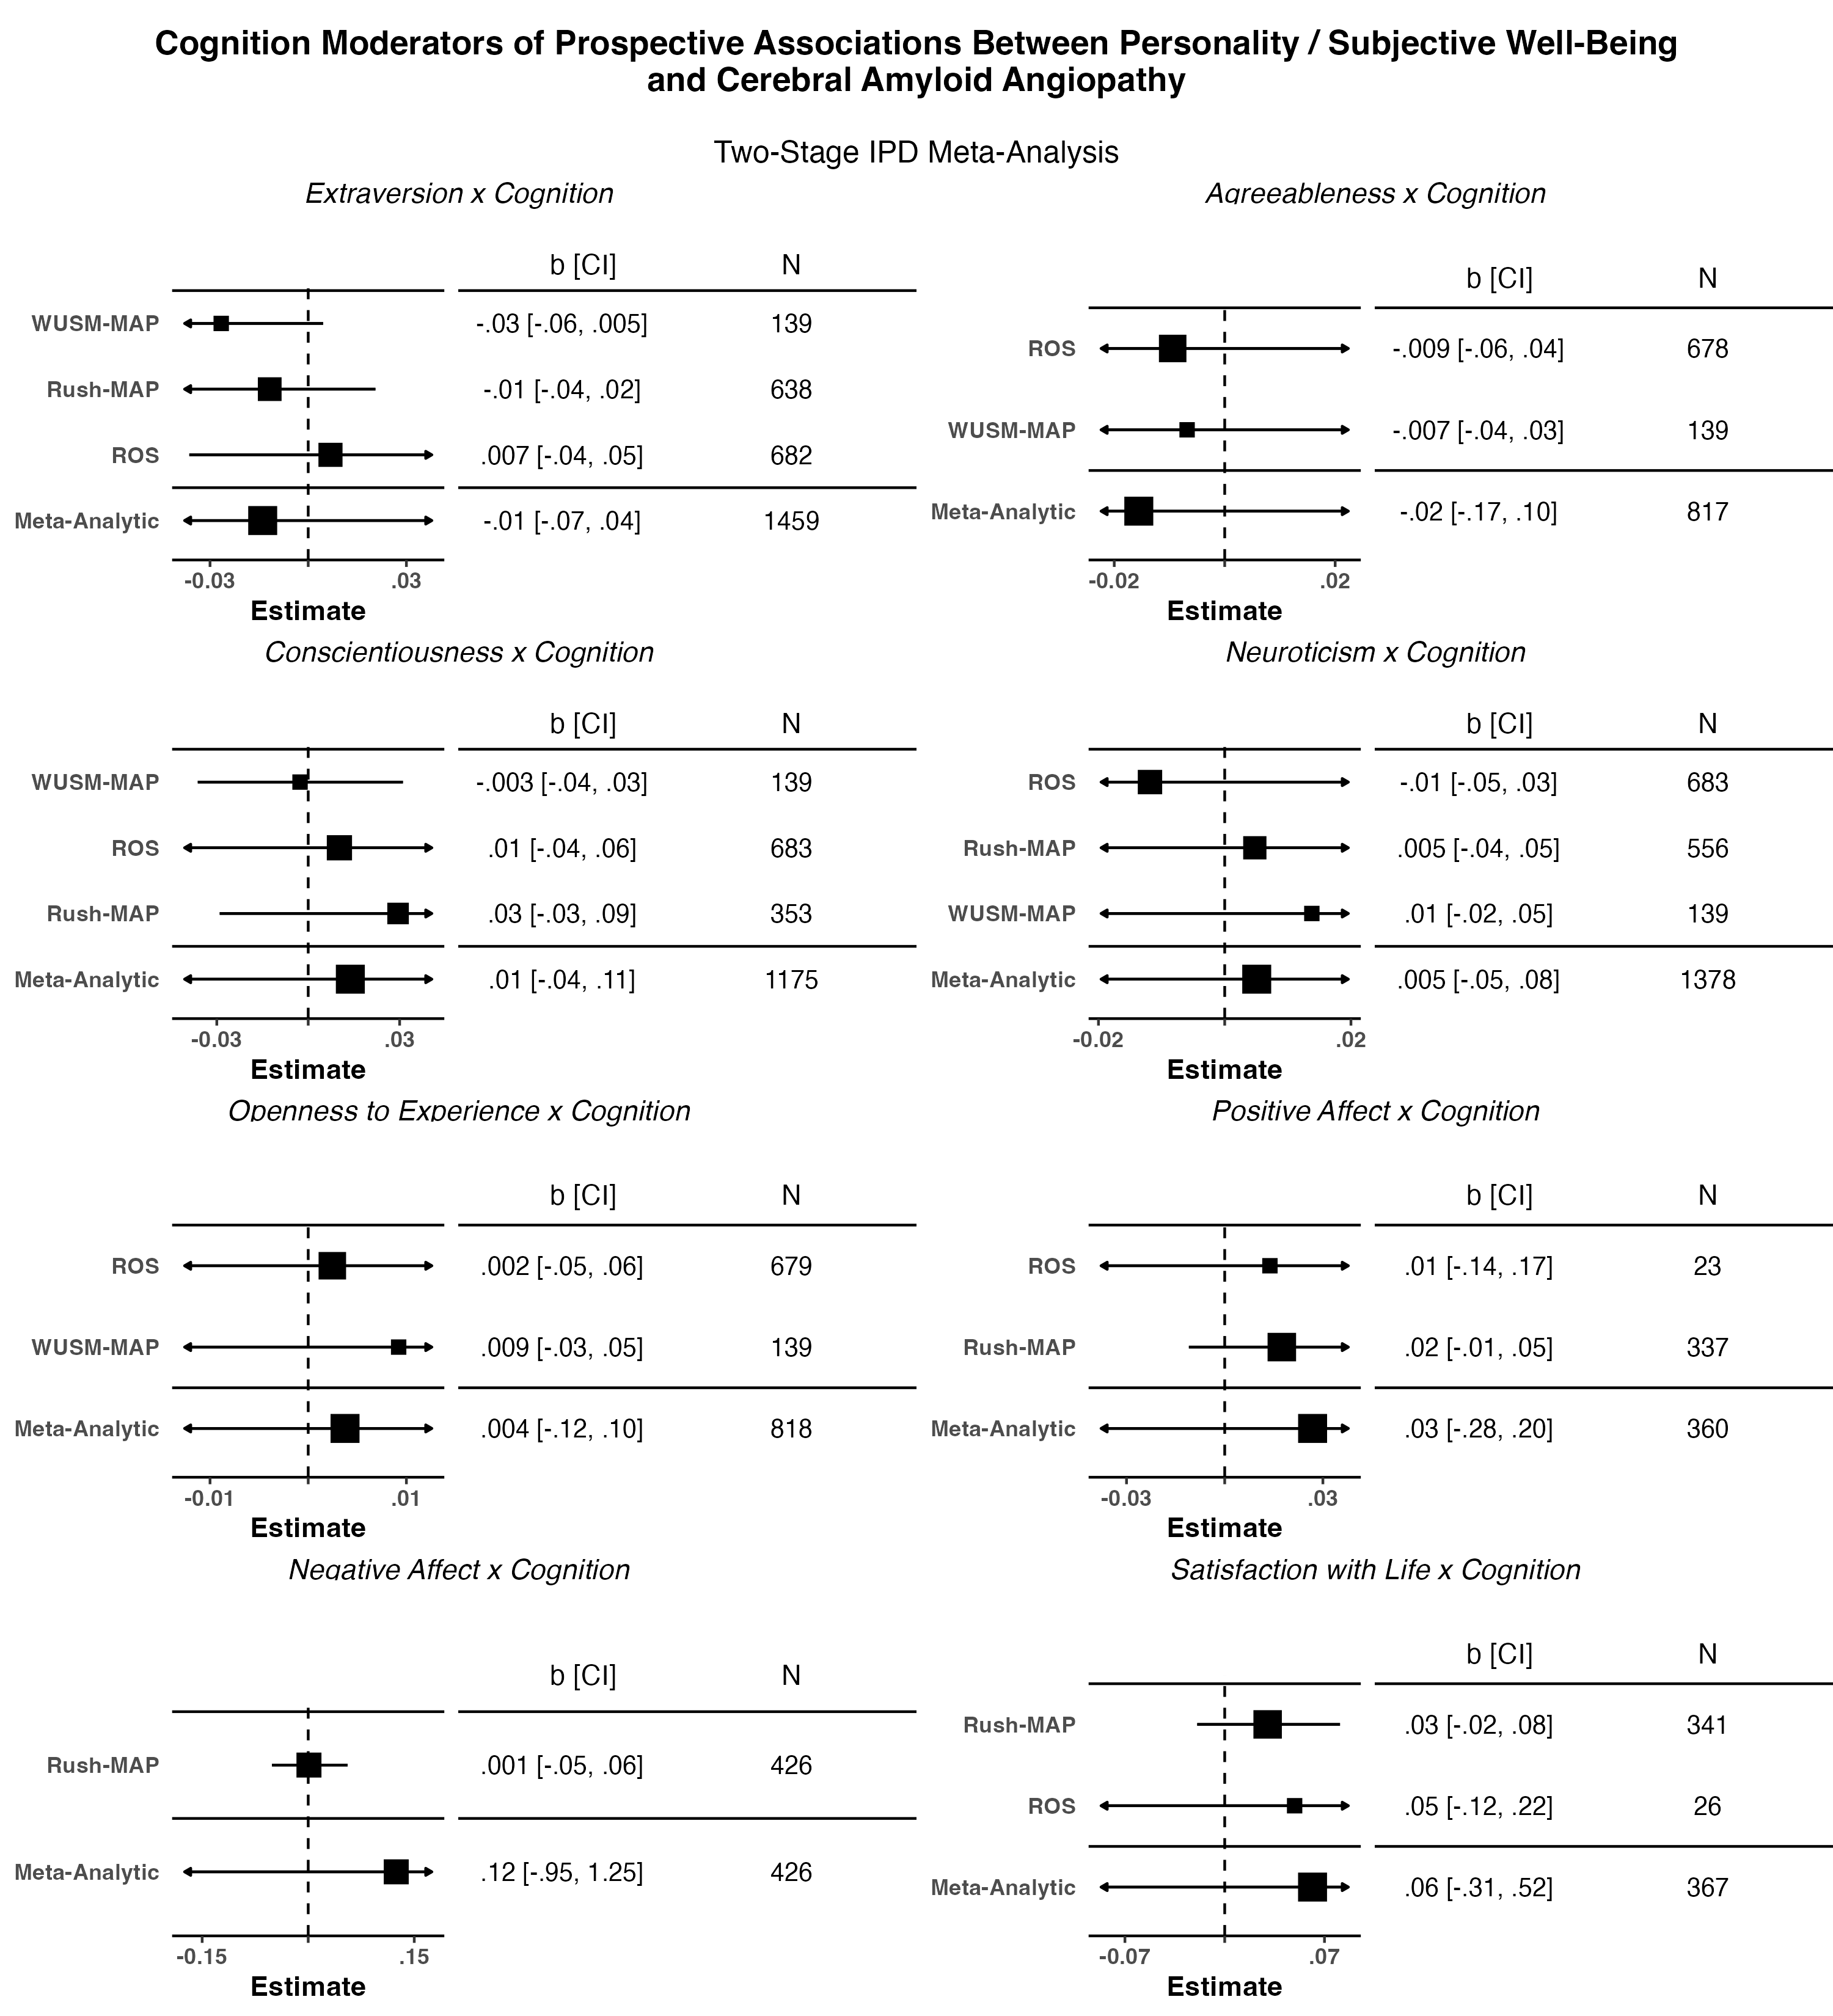 Cognition Moderators of Prospective Associations Between Personality / Subjective Well-Being
and Cerebral Amyloid Angiopathy
Two-Stage IPD Meta-Analysis
Extraversion x Cognition
b [CI] N
WUSM-MAP -.03 [-.06, .005] 139
Rush-MAP -.01 [-.04, .02] 638
ROS .007 [-.04, .05] 682
Meta-Analytic -.01 [-.07, .04] 1459
-0.03 .03
Estimate
Agreeableness x Cognition
b [CI] N
ROS -.009 [-.06, .04] 678
WUSM-MAP -.007 [-.04, .03] 139
Meta-Analytic -.02 [-.17, .10] 817
-0.02 .02
Estimate
Conscientiousness x Cognition
b [CI] N
WUSM-MAP -.003 [-.04, .03] 139
ROS .01 [-.04, .06] 683
Rush-MAP .03 [-.03, .09] 353
Meta-Analytic .01 [-.04, .11] 1175
-0.03 .03
Estimate
Neuroticism x Cognition
b [CI] N
ROS -.01 [-.05, .03] 683
Rush-MAP .005 [-.04, .05] 556
WUSM-MAP .01 [-.02, .05] 139
Meta-Analytic .005 [-.05, .08] 1378
-0.02 .02
Estimate
Openness to Experience x Cognition
b [CI] N
ROS .002 [-.05, .06] 679
WUSM-MAP .009 [-.03, .05] 139
Meta-Analytic .004 [-.12, .10] 818
-0.01 .01
Estimate
Positive Affect x Cognition
b [CI] N
ROS .01 [-.14, .17] 23
Rush-MAP .02 [-.01, .05] 337
Meta-Analytic .03 [-.28, .20] 360
-0.03 .03
Estimate
Negative Affect x Cognition
b [CI] N
Rush-MAP .001 [-.05, .06] 426
Meta-Analytic .12 [-.95, 1.25] 426
-0.15 .15
Estimate
Satisfaction with Life x Cognition
b [CI] N
Rush-MAP .03 [-.02, .08] 341
ROS .05 [-.12, .22] 26
Meta-Analytic .06 [-.31, .52] 367
-0.07 .07
Estimate